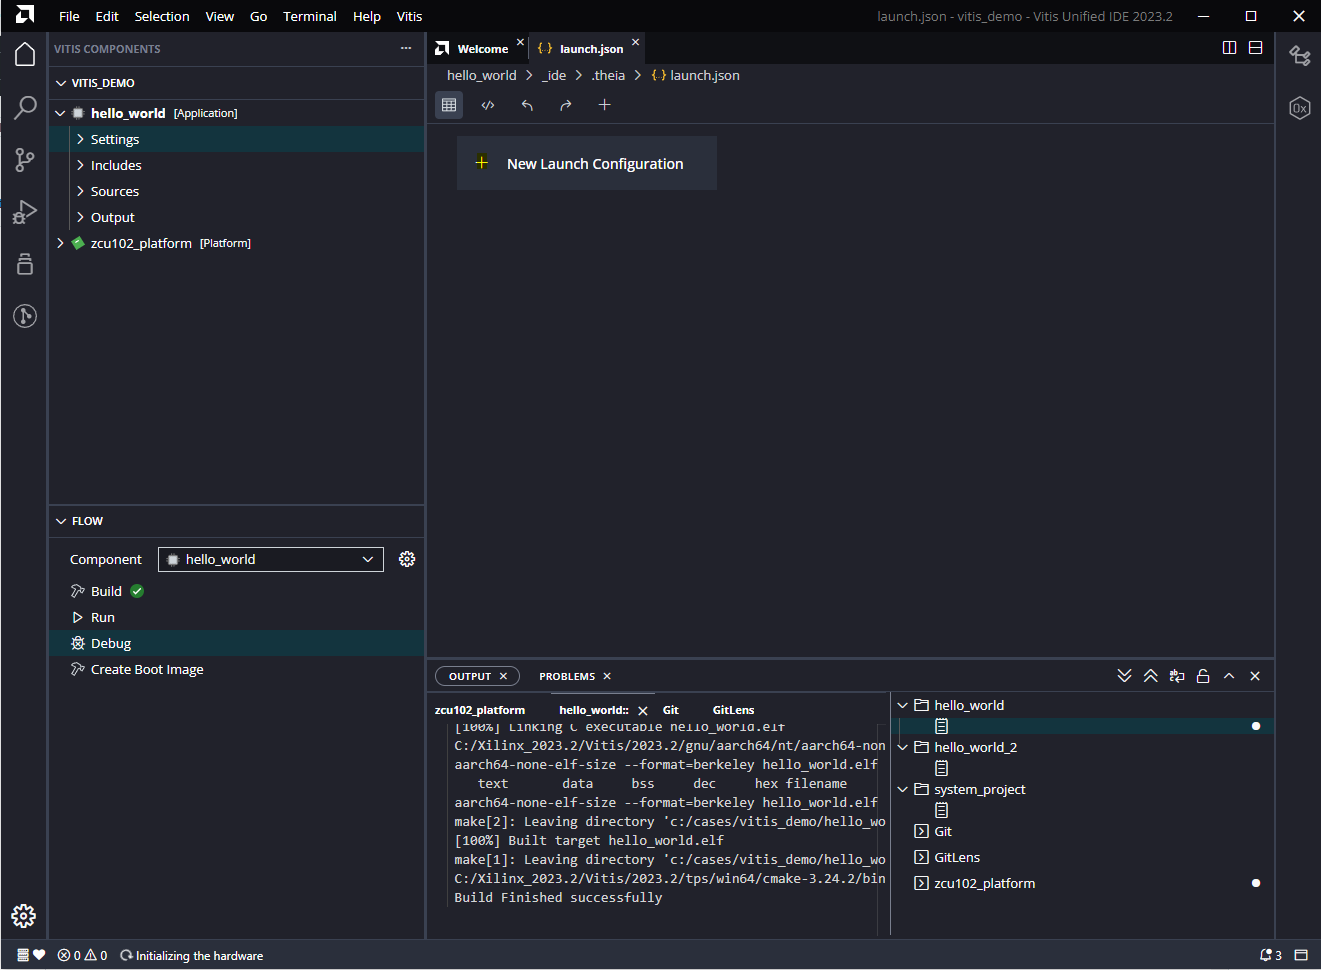 File Edit Selection View Go Terminal Help Vitis
launch.json - vitis_demo - Vitis Unified IDE 2023.2
VITIS COMPONENTS
VITIS_DEMO
hello_world [Application]
Settings
Includes
Sources
Output
zcu102_platform [Platform]
FLOW
Component hello_world
Build
Run
Debug
Create Boot Image
Welcome launch.json
hello_world > _ide > .theia > {..} launch.json
New Launch Configuration
OUTPUT PROBLEMS
zcu102_platform hello_world:: Git GitLens
[100%] Linking C executable hello_world.elf
C:/Xilinx_2023.2/Vitis/2023.2/gnu/aarch64/nt/aarch64-non
aarch64-none-elf-size --format=berkeley hello_world.elf
text data bss dec hex filename
aarch64-none-elf-size --format=berkeley hello_world.elf
make[2]: Leaving directory 'c:/cases/vitis_demo/hello_wo
[100%] Built target hello_world.elf
make[1]: Leaving directory 'c:/cases/vitis_demo/hello_wo
C:/Xilinx_2023.2/Vitis/2023.2/tps/win64/cmake-3.24.2/bin
Build Finished successfully
hello_world
hello_world_2
system_project
Git
GitLens
zcu102_platform
0 0 Initializing the hardware
3